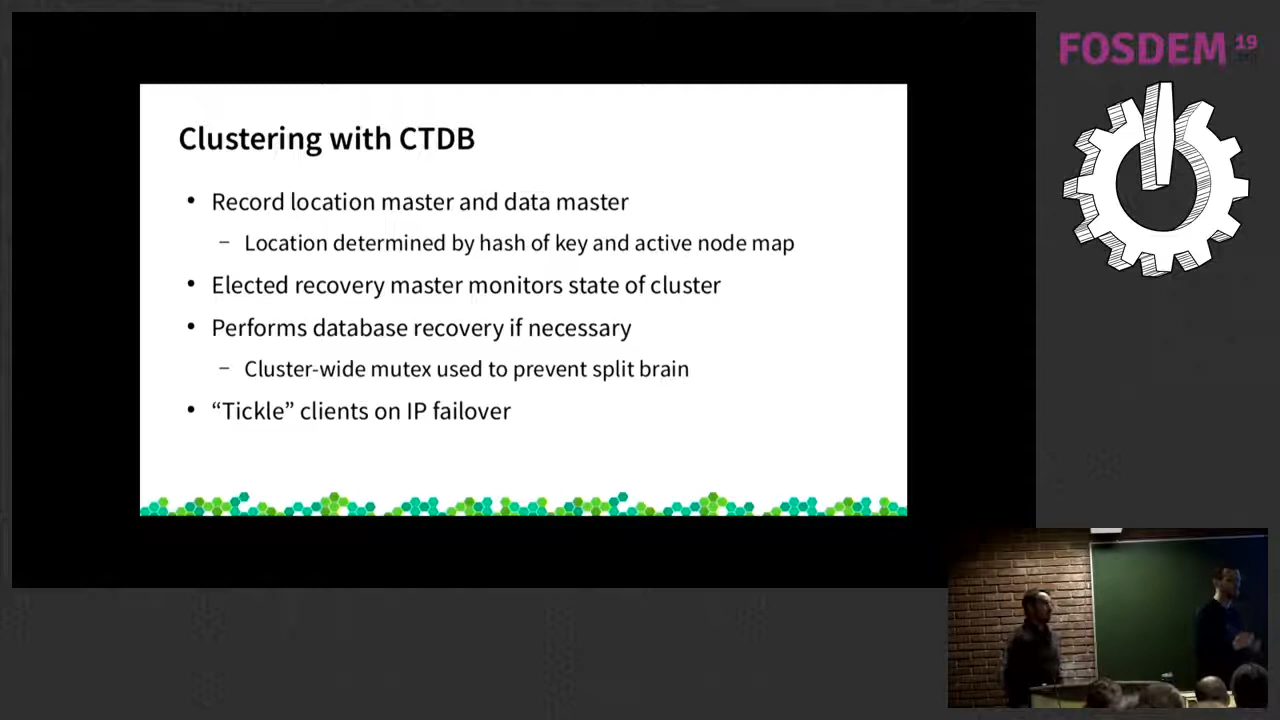 FOSDEM 19
.org
Clustering with CTDB
• Record location master and data master
– Location determined by hash of key and active node map
• Elected recovery master monitors state of cluster
• Performs database recovery if necessary
– Cluster-wide mutex used to prevent split brain
• “Tickle” clients on IP failover